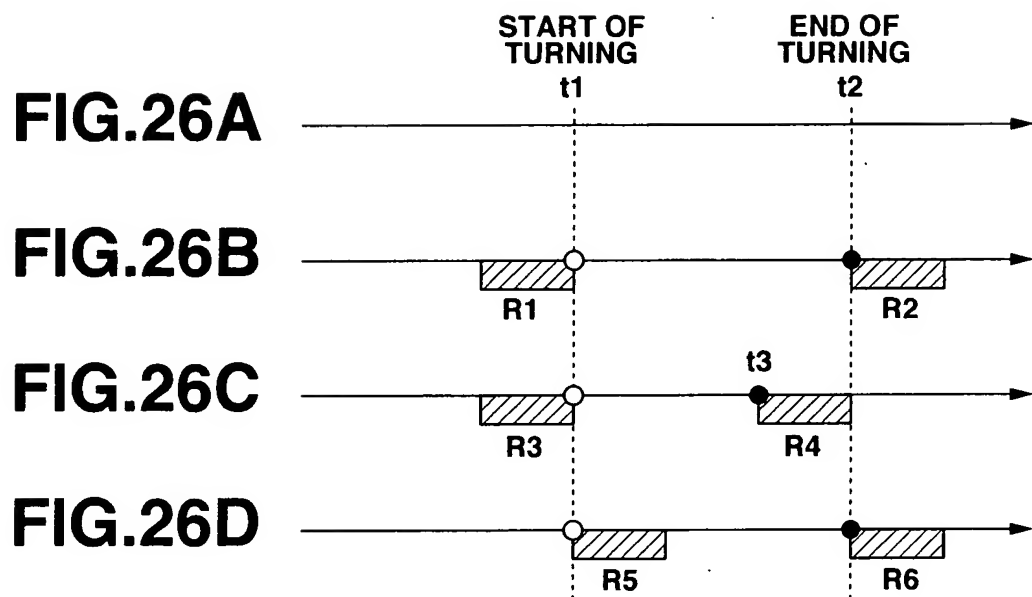 START OF
TURNING
t1
END OF
TURNING
t2
FIG.26A
FIG.26B
R1
R2
FIG.26C
t3
R3
R4
FIG.26D
R5
R6